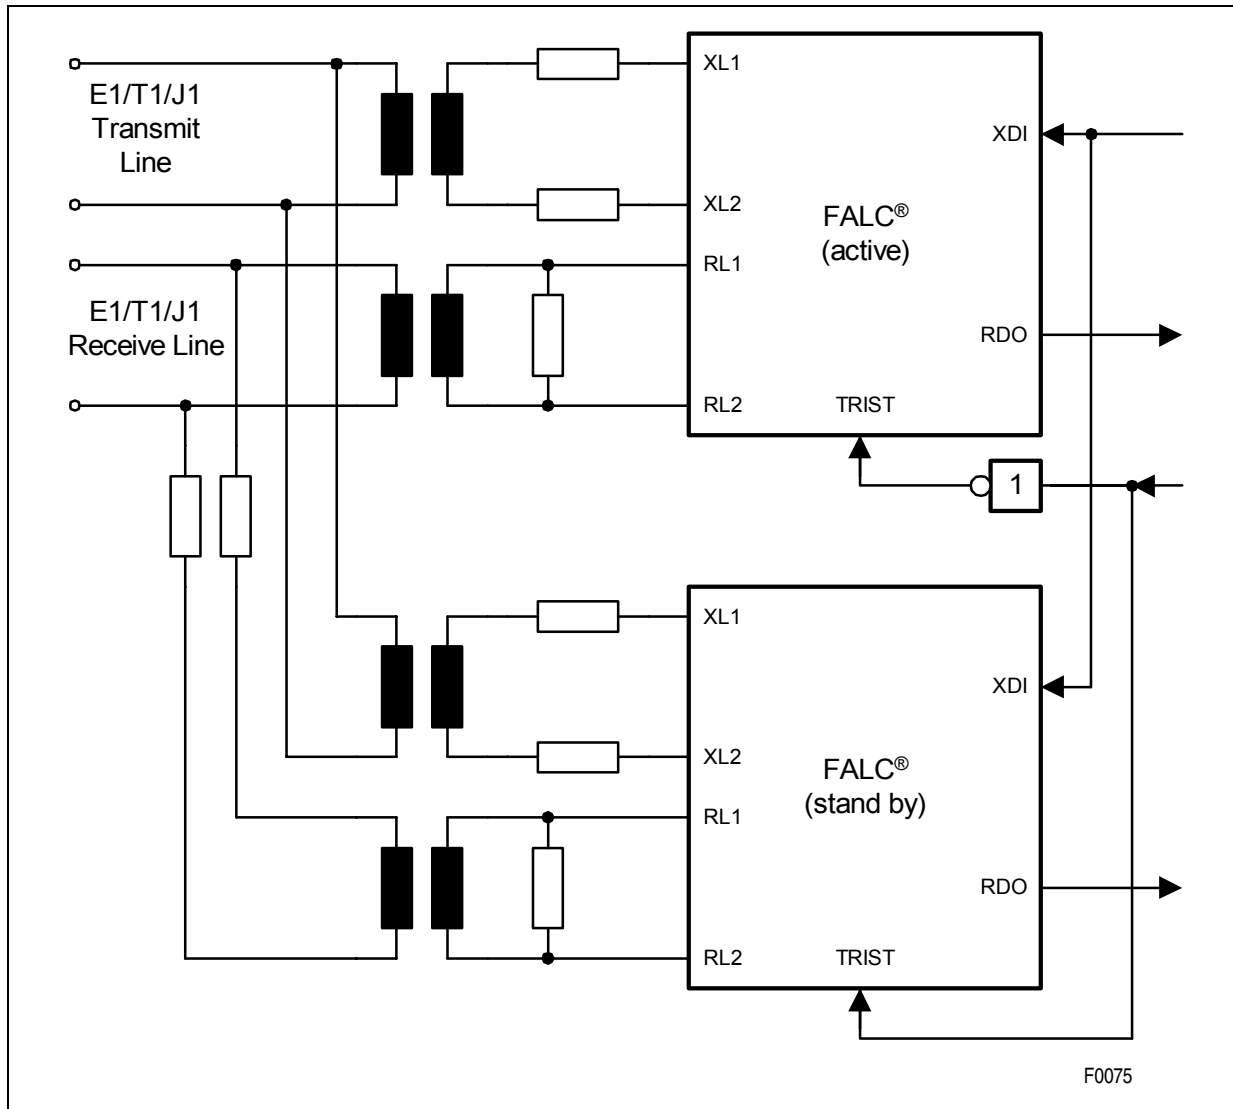 E1/T1/J1
Transmit
Line
E1/T1/J1
Receive Line
XL1
XL2
RL1
RL2
FALC®
(active)
XDI
RDO
TRIST
1
XL1
XL2
RL1
RL2
FALC®
(stand by)
XDI
RDO
TRIST
F0075